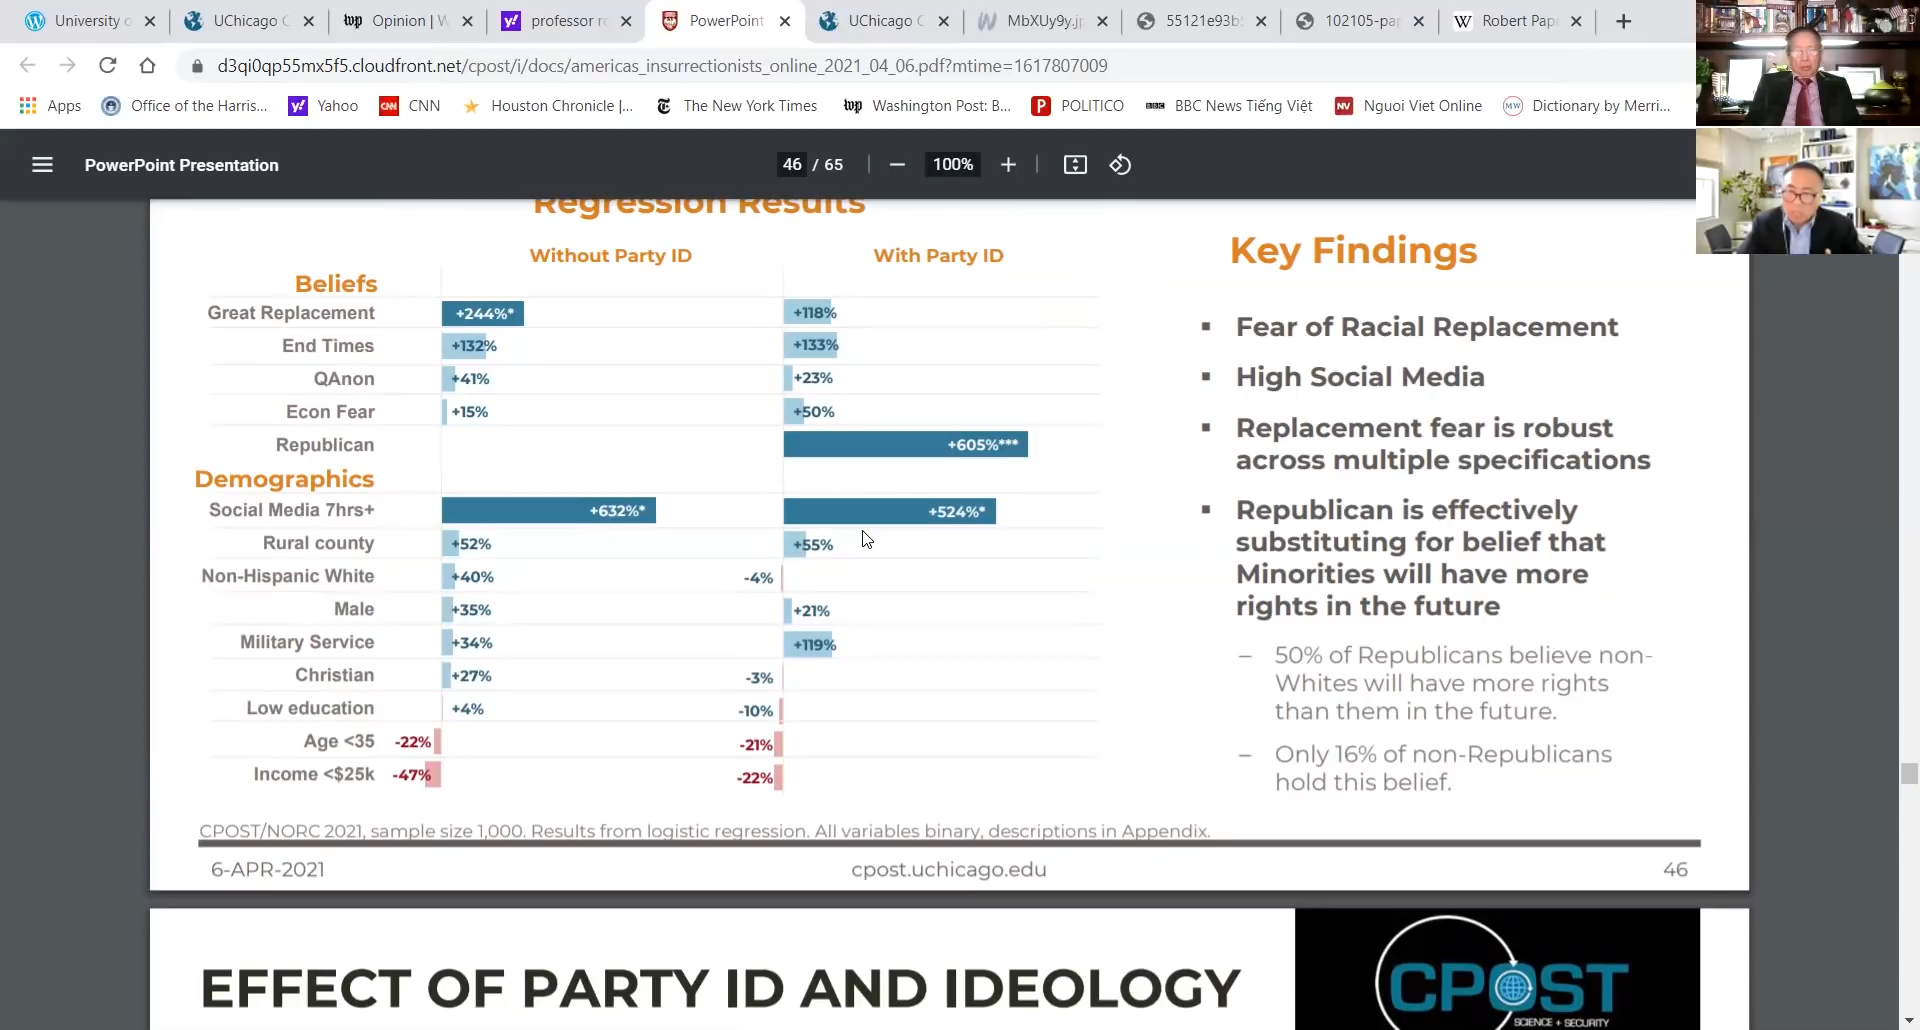 University o
UChicago C
Opinion | W
professor re
PowerPoint
UChicago C
MbXUy9y.jp
55121e93b
102105-pap
Robert Pap
d3qi0qp55mx5f5.cloudfront.net/cpost/i/docs/americas_insurrectionists_online_2021_04_06.pdf?mtime=1617807009
Apps
Office of the Harris...
Yahoo
CNN
Houston Chronicle |...
The New York Times
Washington Post: B...
POLITICO
BBC News Tiếng Việt
Nguoi Viet Online
Dictionary by Merri...
PowerPoint Presentation
46 / 65
100%
Regression Results
Without Party ID With Party ID
Beliefs
Great Replacement +244%* +118%
End Times +132% +133%
QAnon +41% +23%
Econ Fear +15% +50%
Republican +605%***
Demographics
Social Media 7hrs+ +632%* +524%*
Rural county +52% +55%
Non-Hispanic White +40% -4%
Male +35% +21%
Military Service +34% +119%
Christian +27% -3%
Low education +4% -10%
Age <35 -22% -21%
Income <$25k -47% -22%
Key Findings
▪ Fear of Racial Replacement
▪ High Social Media
▪ Replacement fear is robust
across multiple specifications
▪ Republican is effectively
substituting for belief that
Minorities will have more
rights in the future
– 50% of Republicans believe non-
Whites will have more rights
than them in the future.
– Only 16% of non-Republicans
hold this belief.
CPOST/NORC 2021, sample size 1,000. Results from logistic regression. All variables binary, descriptions in Appendix.
6-APR-2021 cpost.uchicago.edu 46
EFFECT OF PARTY ID AND IDEOLOGY
CPOST
SCIENCE + SECURITY